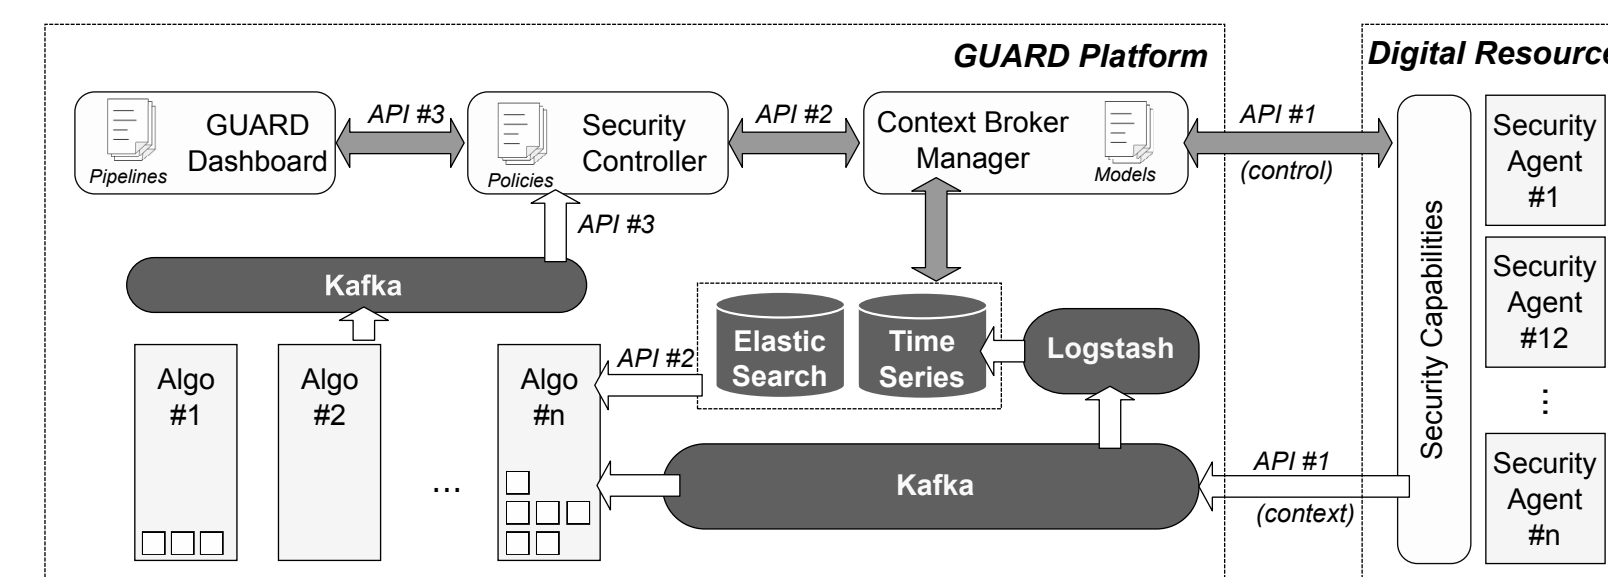 GUARD Platform
Digital Resource
Pipelines
GUARD
Dashboard
API #3
Policies
Security
Controller
API #2
Context Broker
Manager
Models
API #1
(control)
Security Capabilities
Security
Agent
#1
Security
Agent
#12
...
Security
Agent
#n
API #3
Kafka
Elastic
Search
Time
Series
Logstash
API #2
Algo
#1
Algo
#2
...
Algo
#n
Kafka
API #1
(context)